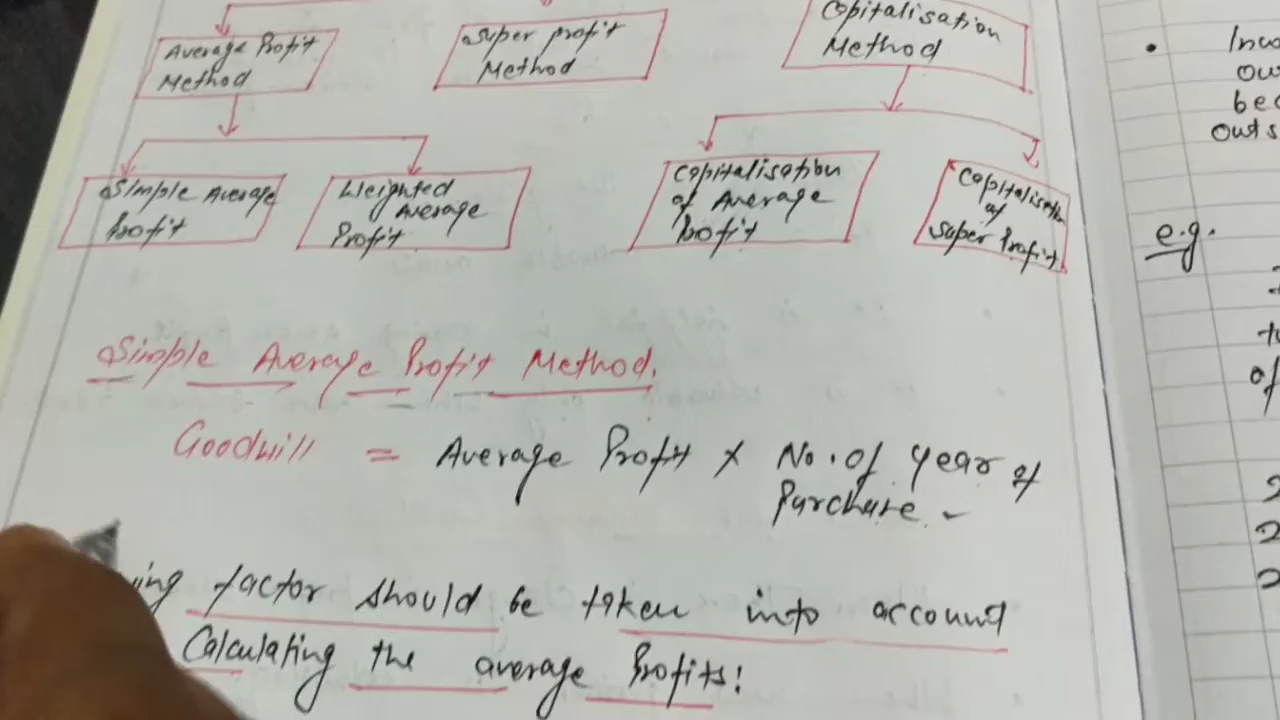 Average Profit
Method
Super profit
Method
Capitalisation
Method
Simple Average
Profit
Weighted
Average
Profit
Capitalisation
of Average
Profit
Capitalisation
of
Super Profit
Simple Average Profit Method.
Goodwill = Average Profit × No. of year of
Purchase
factor should be taken into account
Calculating the average Profits:
e.g.
of